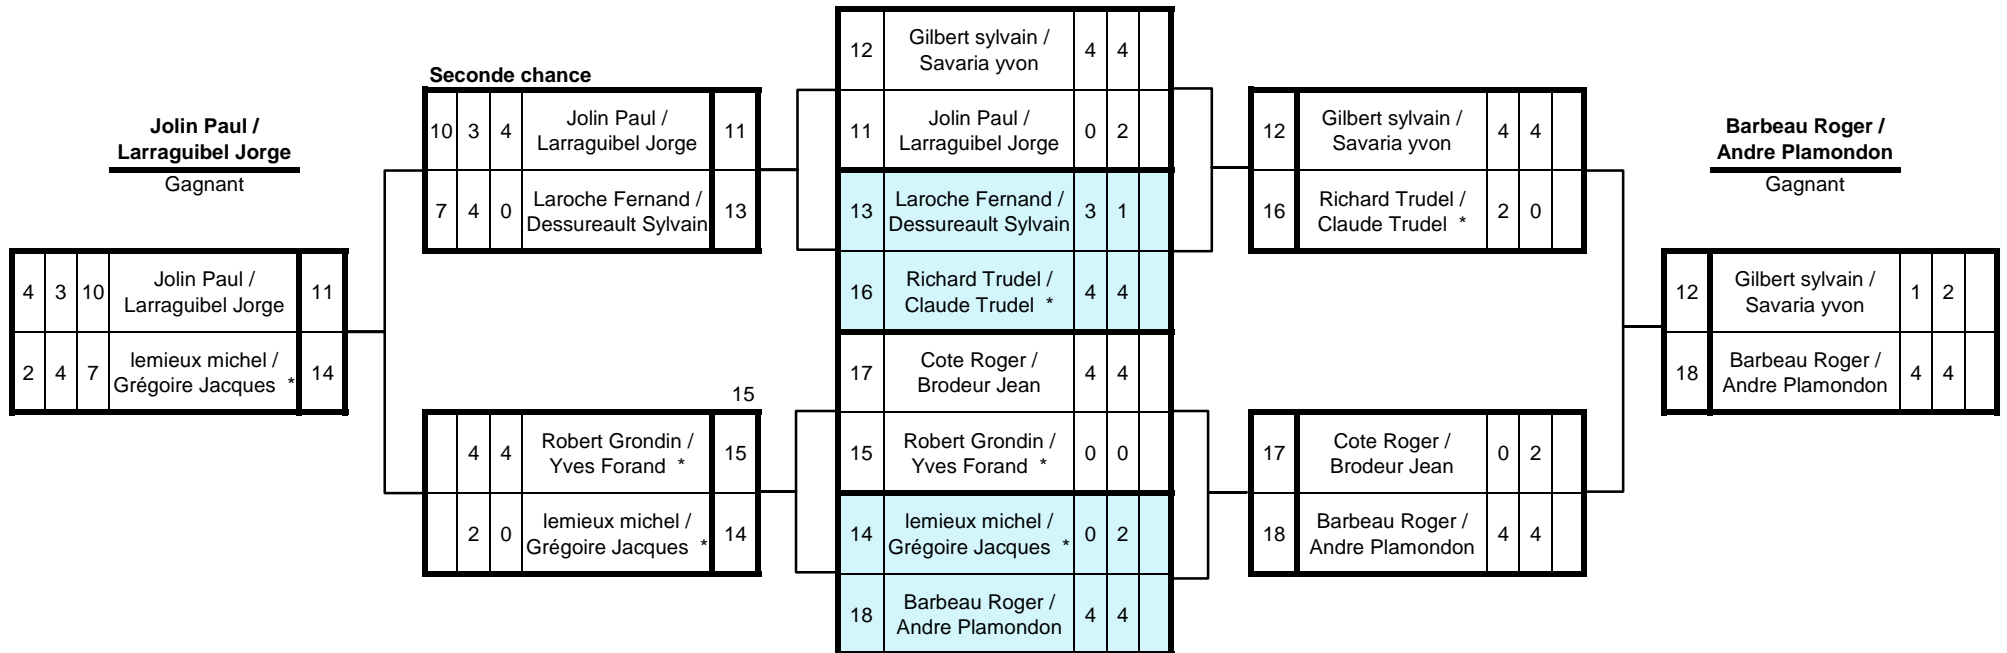 Jolin Paul /
Larraguibel Jorge
Gagnant
4 3 10 Jolin Paul / 11
Larraguibel Jorge
2 4 7 lemieux michel / 14
Grégoire Jacques *
Seconde chance
10 3 4 Jolin Paul / 11
Larraguibel Jorge
7 4 0 Laroche Fernand / 13
Dessureault Sylvain
15
4 4 Robert Grondin / 15
Yves Forand *
2 0 lemieux michel / 14
Grégoire Jacques *
12 Gilbert sylvain / 4 4
Savaria yvon
11 Jolin Paul / 0 2
Larraguibel Jorge
13 Laroche Fernand / 3 1
Dessureault Sylvain
16 Richard Trudel / 4 4
Claude Trudel *
17 Cote Roger / 4 4
Brodeur Jean
15 Robert Grondin / 0 0
Yves Forand *
14 lemieux michel / 0 2
Grégoire Jacques *
18 Barbeau Roger / 4 4
Andre Plamondon
12 Gilbert sylvain / 4 4
Savaria yvon
16 Richard Trudel / 2 0
Claude Trudel *
17 Cote Roger / 0 2
Brodeur Jean
18 Barbeau Roger / 4 4
Andre Plamondon
Barbeau Roger /
Andre Plamondon
Gagnant
12 Gilbert sylvain / 1 2
Savaria yvon
18 Barbeau Roger / 4 4
Andre Plamondon